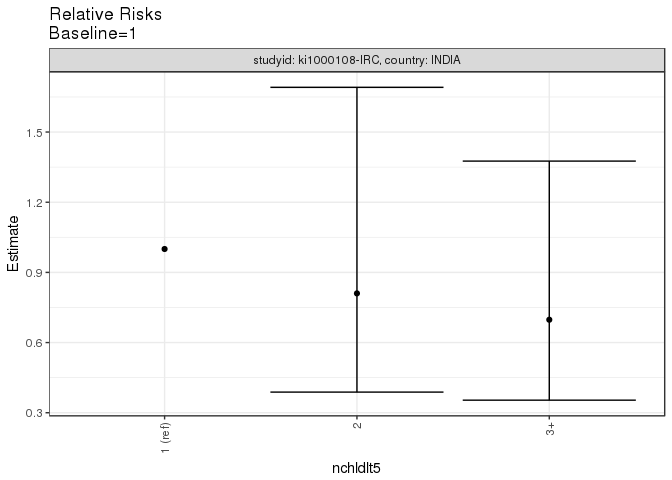 Relative Risks
Baseline=1
studyid: ki1000108-IRC, country: INDIA
Estimate
1.5
1.2
0.9
0.6
0.3
1 (ref)
2
3+
nchldlt5